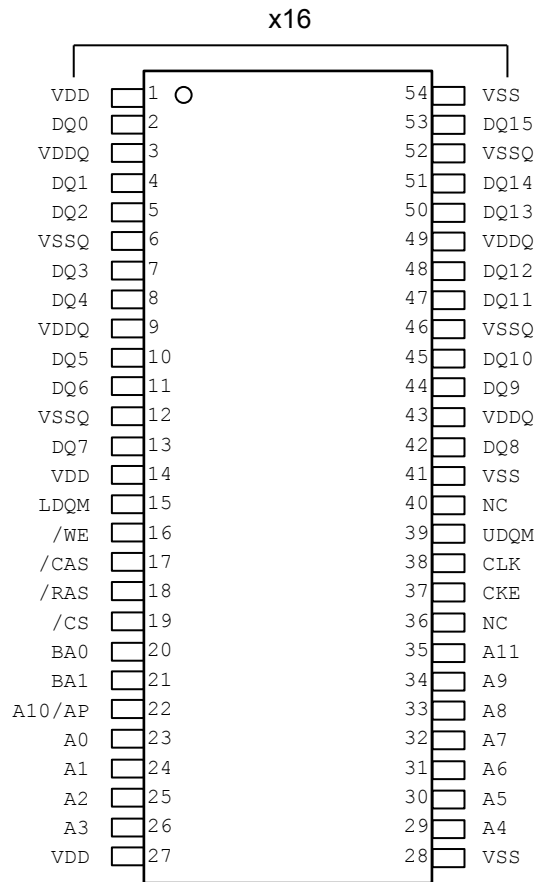 x16
VDD 1 54 VSS
DQ0 2 53 DQ15
VDDQ 3 52 VSSQ
DQ1 4 51 DQ14
DQ2 5 50 DQ13
VSSQ 6 49 VDDQ
DQ3 7 48 DQ12
DQ4 8 47 DQ11
VDDQ 9 46 VSSQ
DQ5 10 45 DQ10
DQ6 11 44 DQ9
VSSQ 12 43 VDDQ
DQ7 13 42 DQ8
VDD 14 41 VSS
LDQM 15 40 NC
/WE 16 39 UDQM
/CAS 17 38 CLK
/RAS 18 37 CKE
/CS 19 36 NC
BA0 20 35 A11
BA1 21 34 A9
A10/AP 22 33 A8
A0 23 32 A7
A1 24 31 A6
A2 25 30 A5
A3 26 29 A4
VDD 27 28 VSS